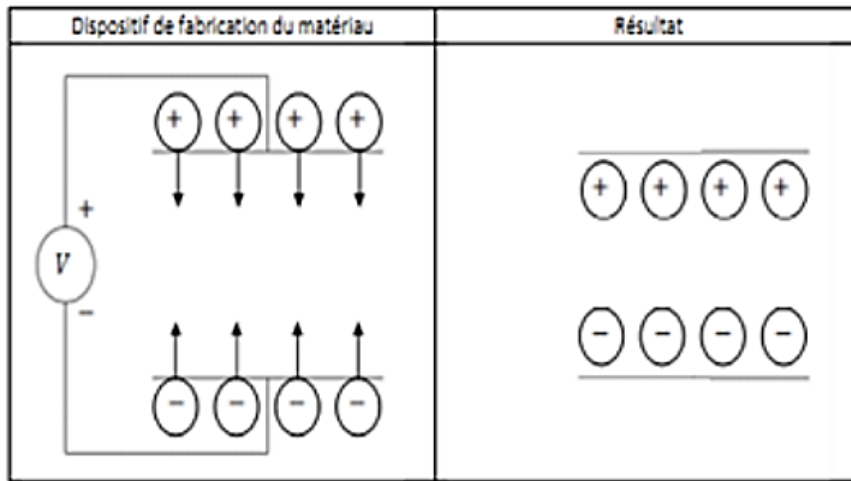 Dispositif de fabrication du matériau
Résultat
+ + + +
+
V
−
− − − −
+ + + +
− − − −